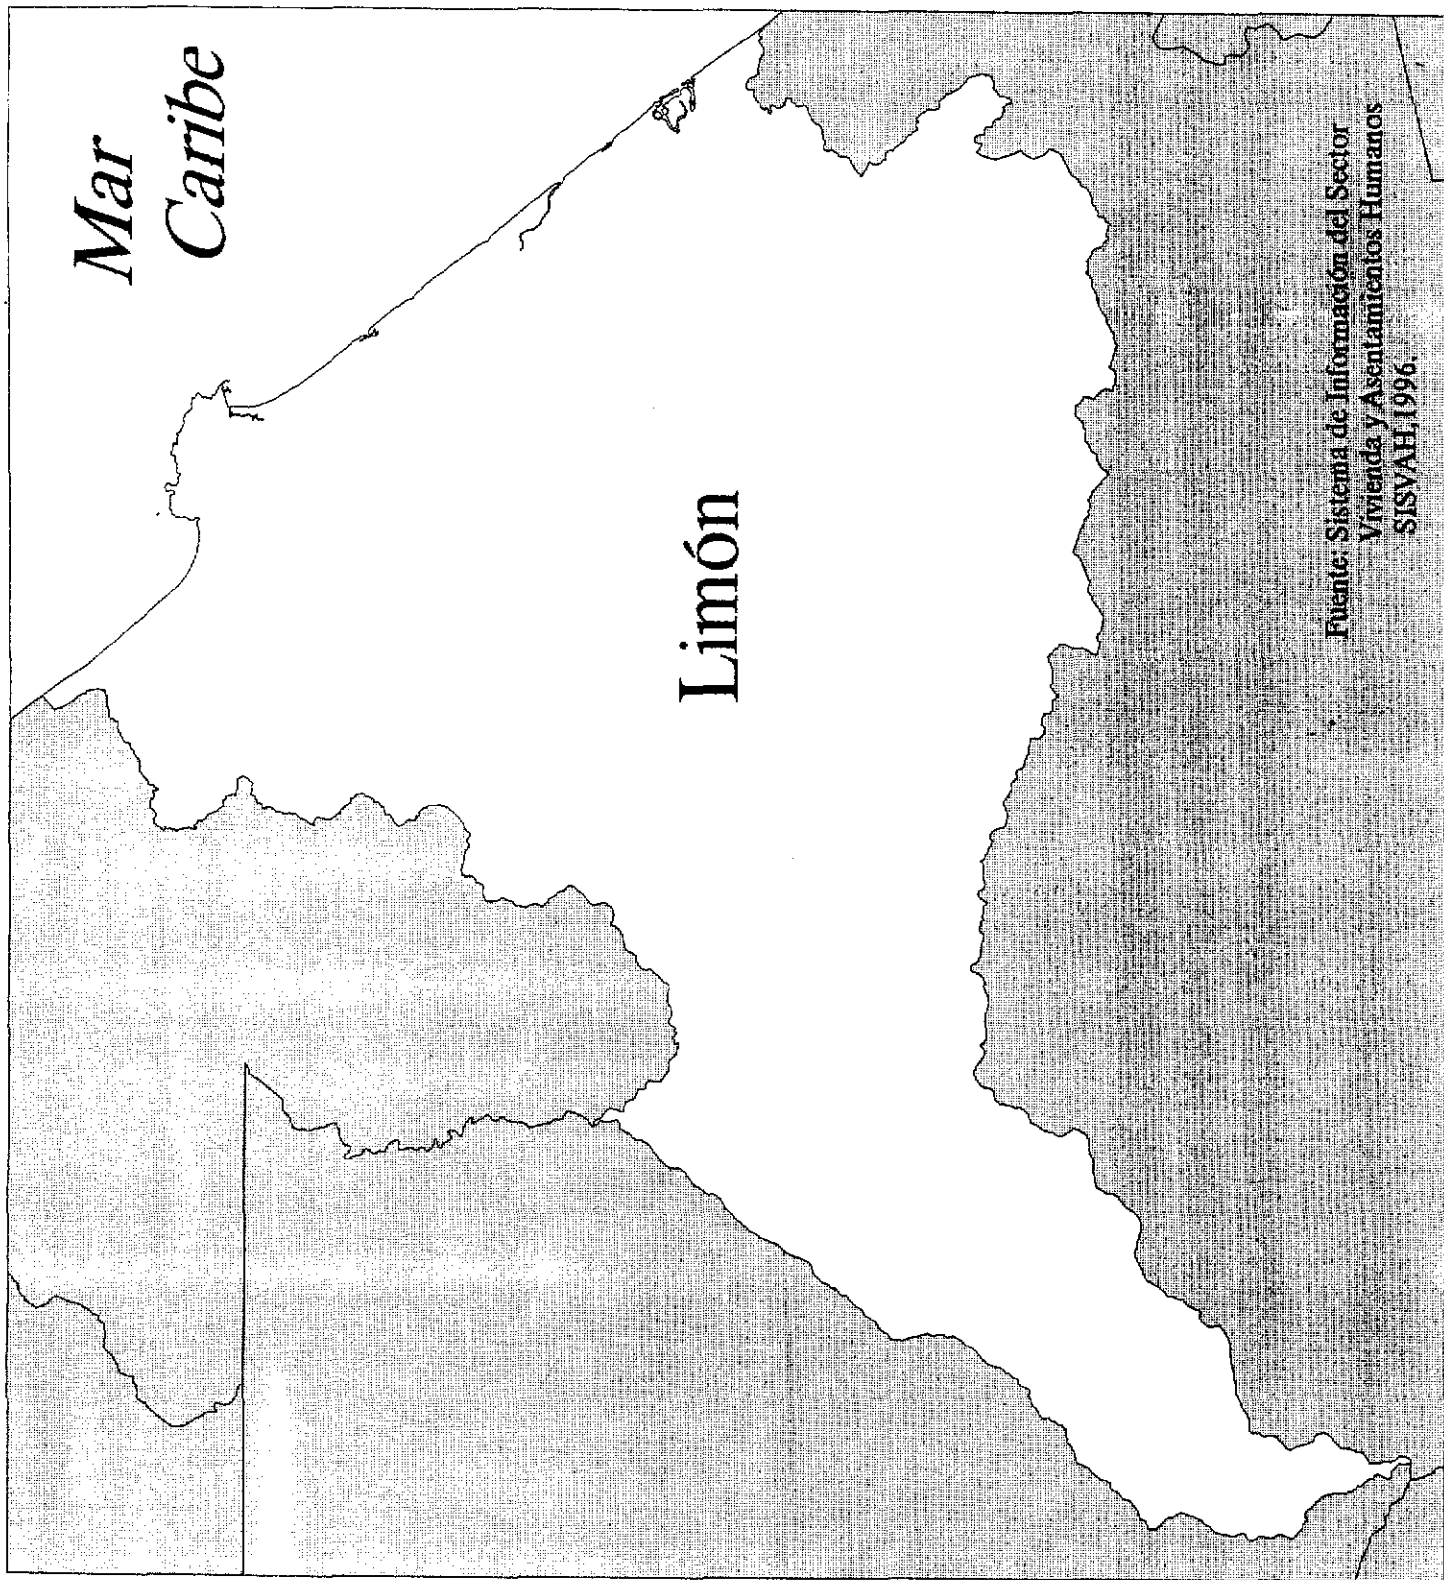 Mar
Caribe
Limón
Fuente: Sistema de Información del Sector
Vivienda y Asentamientos Humanos
SISVAH,1996.